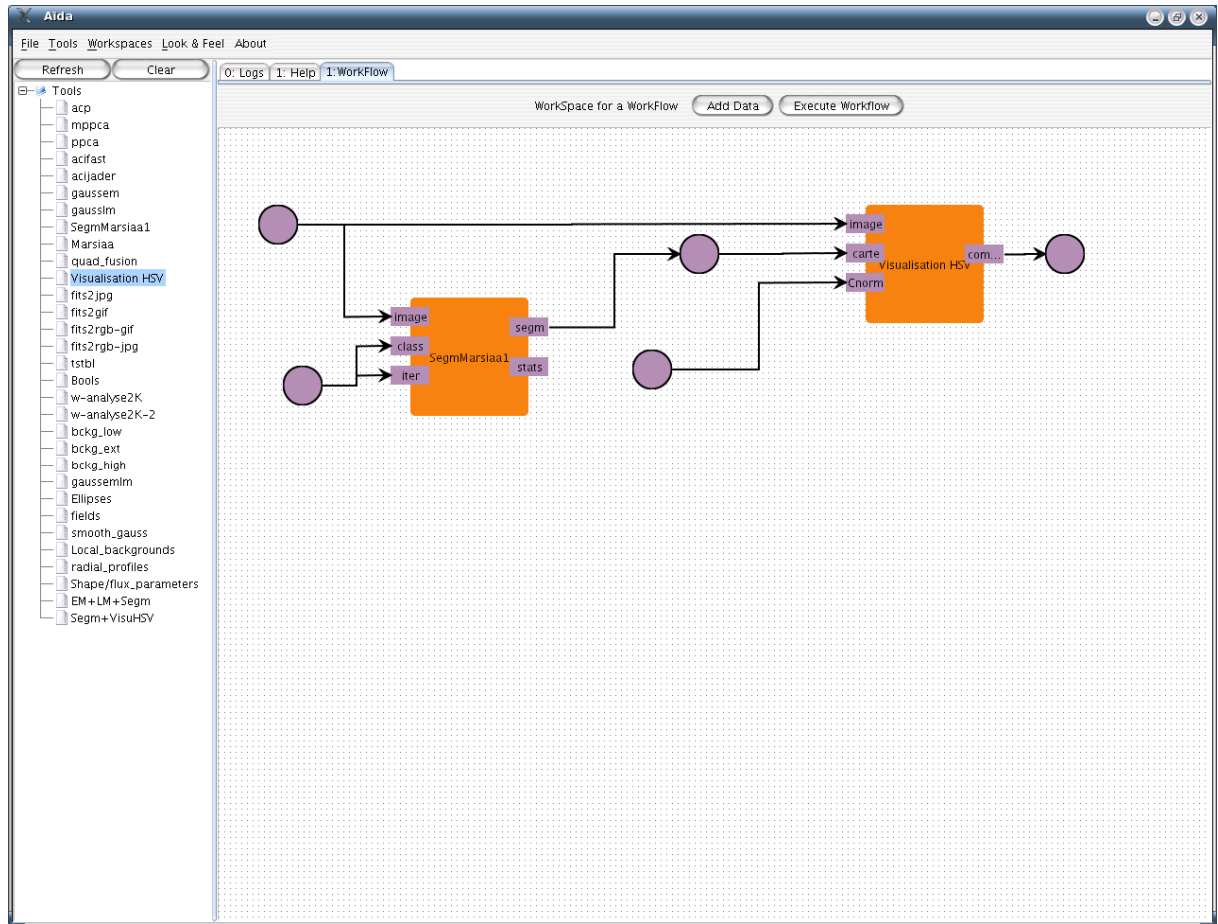 Aida
File Tools Workspaces Look & Feel About
Refresh Clear
0: Logs 1: Help 1:WorkFlow
WorkSpace for a WorkFlow Add Data Execute Workflow
Tools
acp
mppca
ppca
acifast
acijader
gaussem
gausslm
SegmMarsiaa1
Marsiaa
quad_fusion
Visualisation HSV
fits2jpg
fits2gif
fits2rgb-gif
fits2rgb-jpg
tstbl
Bools
w-analyse2K
w-analyse2K-2
bckg_low
bckg_ext
bckg_high
gaussemlm
Ellipses
fields
smooth_gauss
Local_backgrounds
radial_profiles
Shape/flux_parameters
EM+LM+Segm
Segm+VisuHSV
image
class
iter
SegmMarsiaa1
segm
stats
image
carte
Cnorm
Visualisation HSV
com...